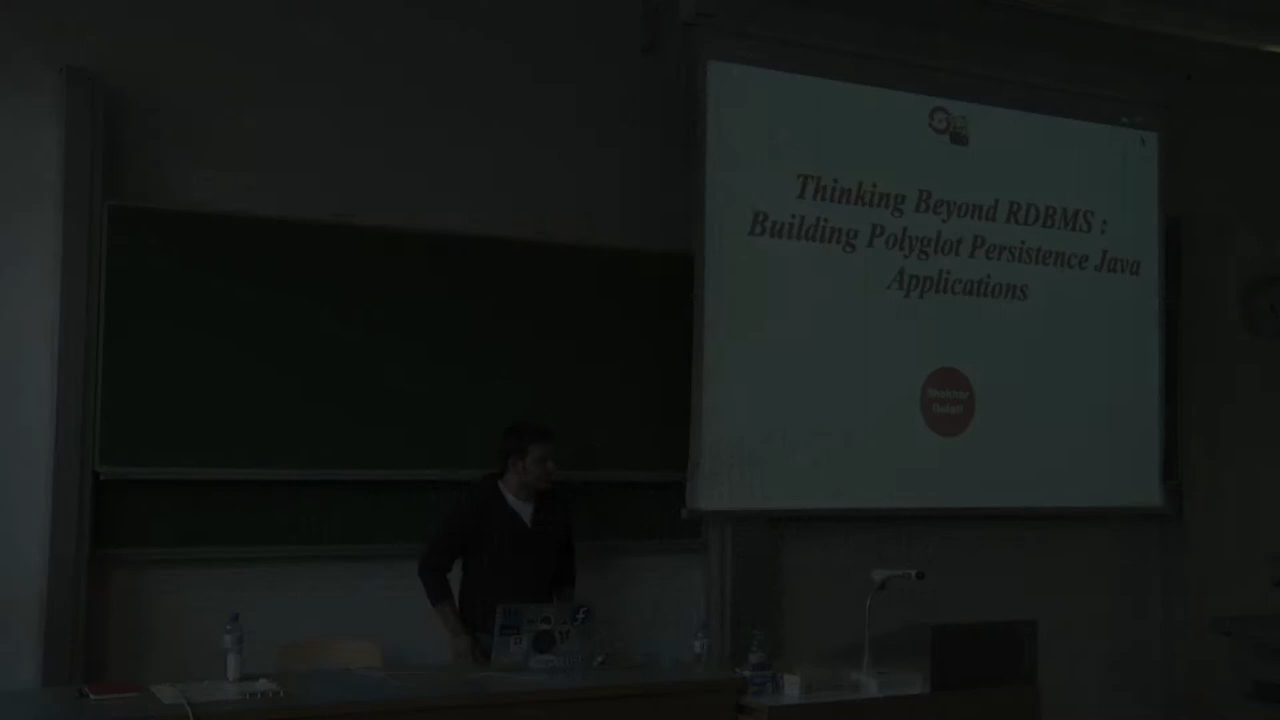 Thinking Beyond RDBMS :
Building Polyglot Persistence Java
Applications